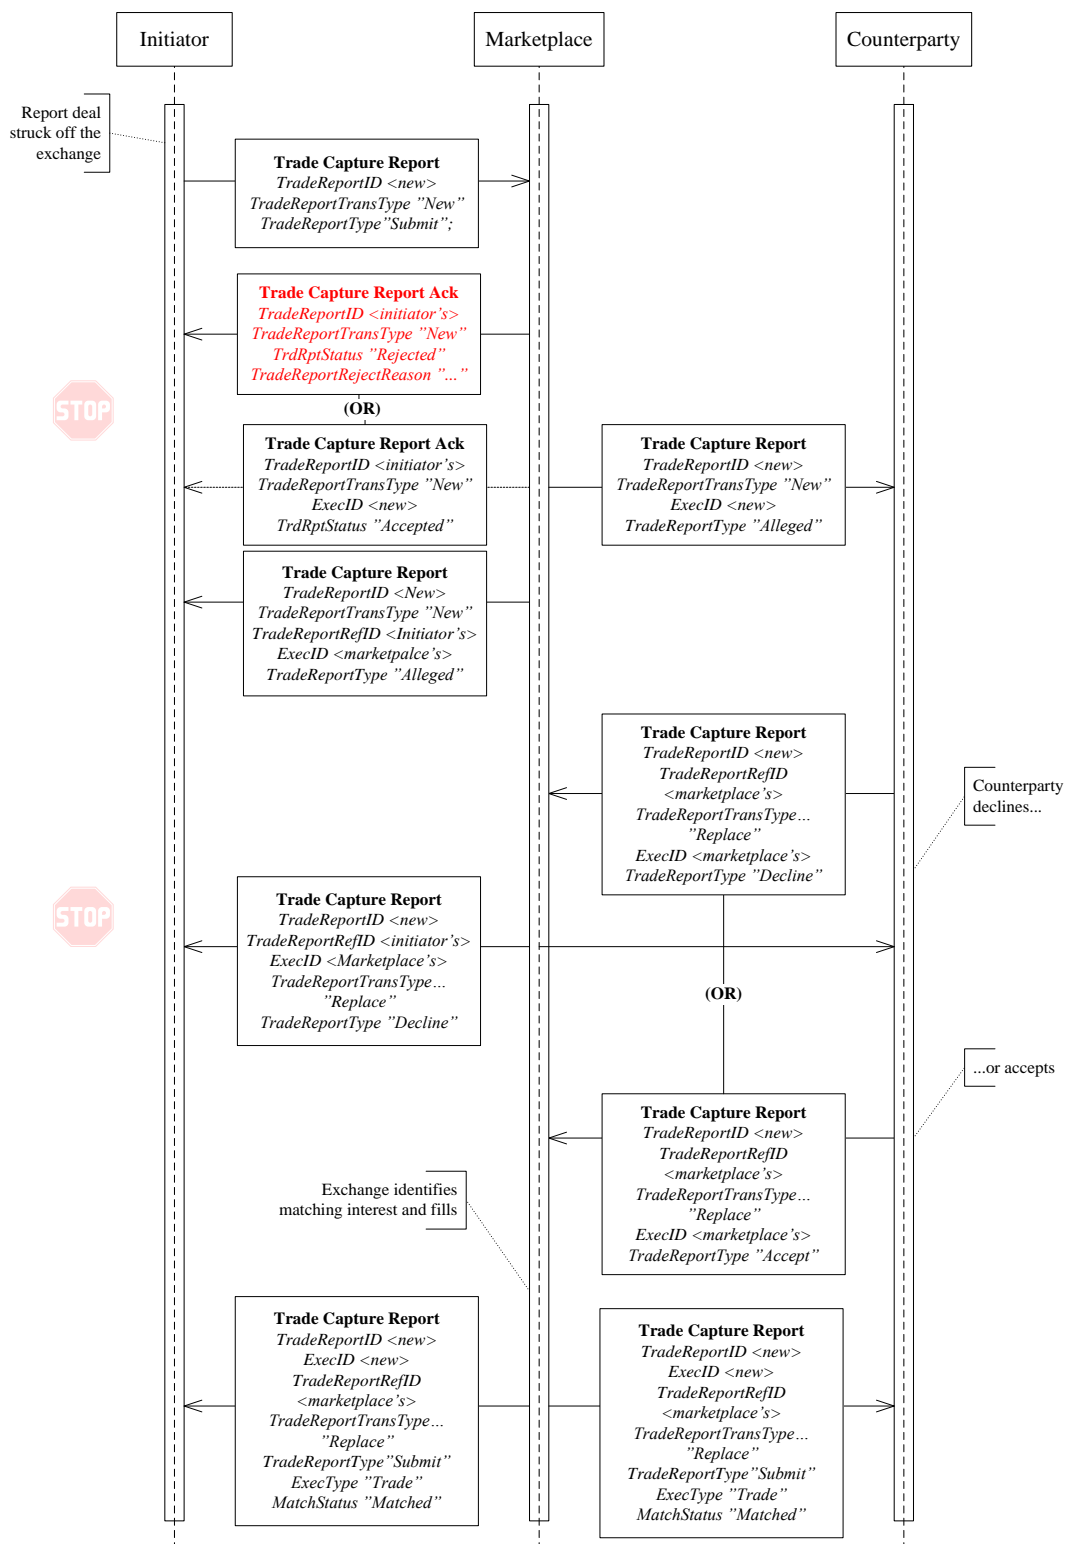 Initiator
Marketplace
Counterparty
Report deal
struck off the
exchange
Trade Capture Report
TradeReportID <new>
TradeReportTransType ”New”
TradeReportType”Submit”;
Trade Capture Report Ack
TradeReportID <initiator’s>
TradeReportTransType ”New”
TrdRptStatus ”Rejected”
TradeReportRejectReason ”...”
STOP
(OR)
Trade Capture Report Ack
TradeReportID <initiator’s>
TradeReportTransType ”New”
ExecID <new>
TrdRptStatus ”Accepted”
Trade Capture Report
TradeReportID <new>
TradeReportTransType ”New”
ExecID <new>
TradeReportType ”Alleged”
Trade Capture Report
TradeReportID <New>
TradeReportTransType ”New”
TradeReportRefID <Initiator’s>
ExecID <marketpalce’s>
TradeReportType ”Alleged”
Trade Capture Report
TradeReportID <new>
TradeReportRefID
<marketplace’s>
TradeReportTransType…
”Replace”
ExecID <marketplace’s>
TradeReportType ”Decline”
Counterparty
declines...
STOP
Trade Capture Report
TradeReportID <new>
TradeReportRefID <initiator’s>
ExecID <Marketplace’s>
TradeReportTransType…
”Replace”
TradeReportType ”Decline”
(OR)
...or accepts
Trade Capture Report
TradeReportID <new>
TradeReportRefID
<marketplace’s>
TradeReportTransType…
”Replace”
ExecID <marketplace’s>
TradeReportType ”Accept”
Exchange identifies
matching interest and fills
Trade Capture Report
TradeReportID <new>
ExecID <new>
TradeReportRefID
<marketplace’s>
TradeReportTransType…
”Replace”
TradeReportType”Submit”
ExecType ”Trade”
MatchStatus ”Matched”
Trade Capture Report
TradeReportID <new>
ExecID <new>
TradeReportRefID
<marketplace’s>
TradeReportTransType…
”Replace”
TradeReportType”Submit”
ExecType ”Trade”
MatchStatus ”Matched”